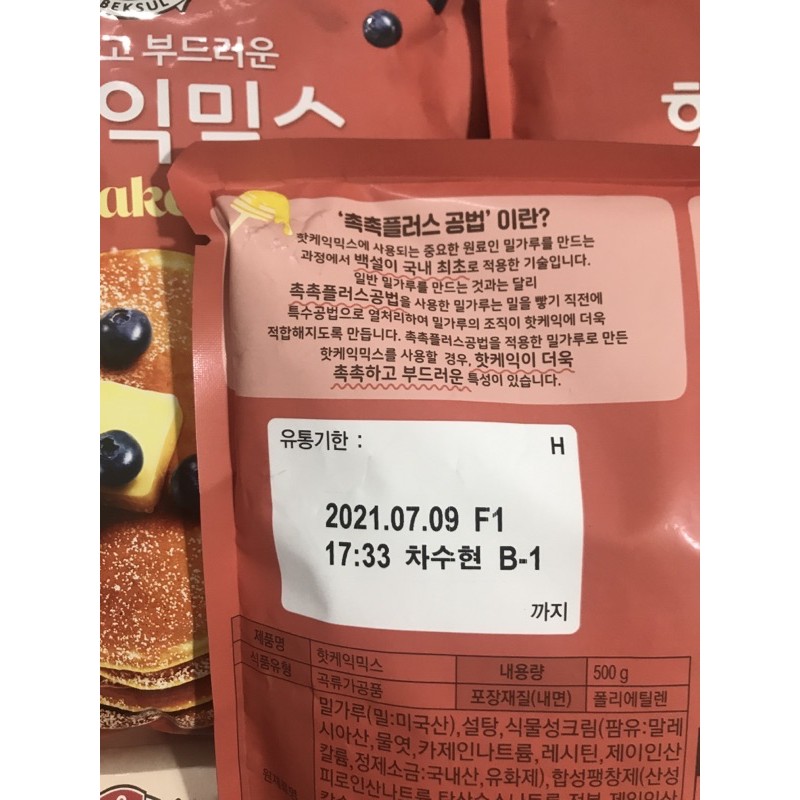 BEKSUL
고 부드러운
익믹스
ake
'촉촉플러스 공법' 이란?
핫케익믹스에 사용되는 중요한 원료인 밀가루를 만드는
과정에서 백설이 국내 최초로 적용한 기술입니다.
일반 밀가루를 만드는 것과는 달리
촉촉플러스공법을 사용한 밀가루는 밀을 빻기 직전에
특수공법으로 열처리하여 밀가루의 조직이 핫케익에 더욱
적합해지도록 만듭니다. 촉촉플러스공법을 적용한 밀가루로 만든
핫케익믹스를 사용할 경우, 핫케익이 더욱
촉촉하고 부드러운 특성이 있습니다.
유통기한 : H
2021.07.09 F1
17:33 차수현 B-1
까지
제품명 핫케익믹스 내용량 500 g
식품유형 곡류가공품 포장재질(내면) 폴리에틸렌
밀가루(밀:미국산),설탕,식물성크림(팜유:말레
시아산,물엿,카제인나트륨,레시틴,제이인산
칼륨,정제소금:국내산,유화제),합성팽창제(산성
피로인산나트륨,탄산수소나트륨,전분,제일인산